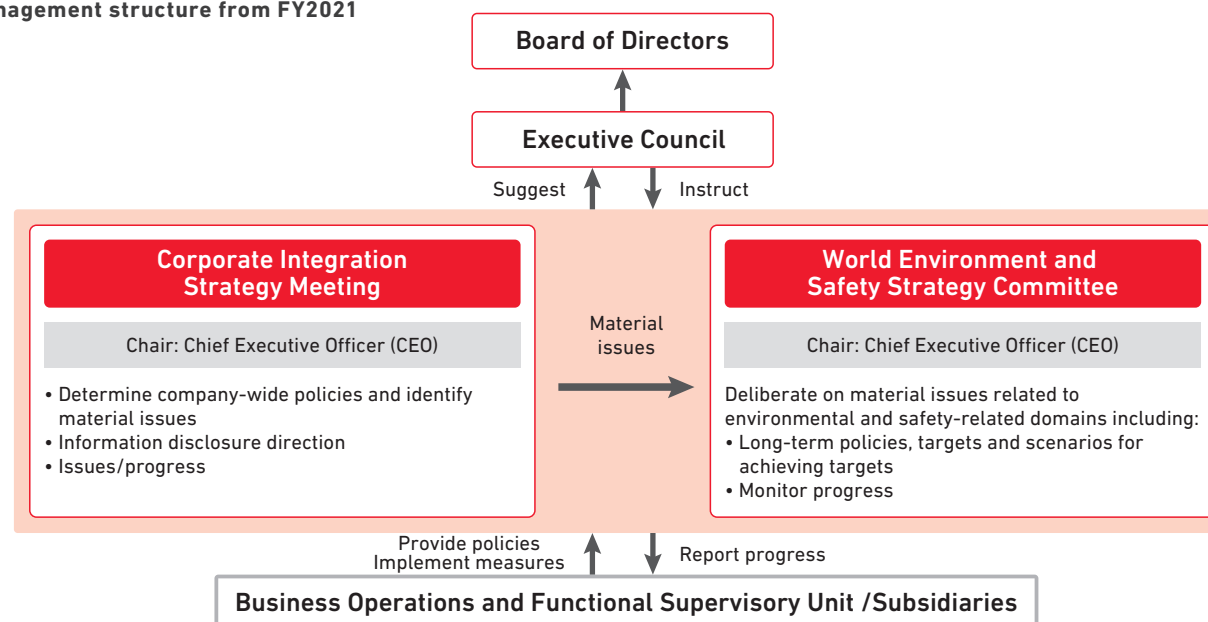 nagement structure from FY2021
Board of Directors
Executive Council
Suggest
Instruct
Corporate Integration
Strategy Meeting
Chair: Chief Executive Officer (CEO)
• Determine company-wide policies and identify
material issues
• Information disclosure direction
• Issues/progress
Material
issues
World Environment and
Safety Strategy Committee
Chair: Chief Executive Officer (CEO)
Deliberate on material issues related to
environmental and safety-related domains including:
• Long-term policies, targets and scenarios for
achieving targets
• Monitor progress
Provide policies
Implement measures
Report progress
Business Operations and Functional Supervisory Unit /Subsidiaries